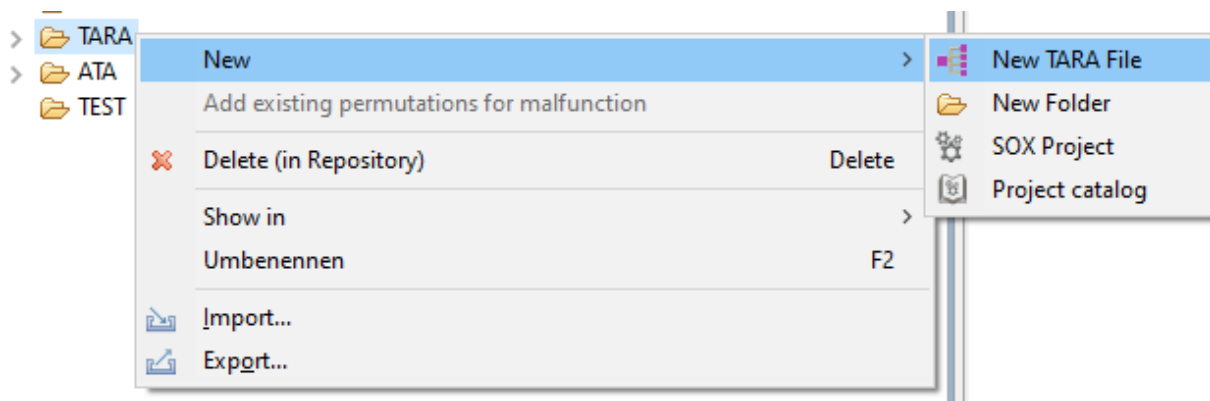 TARA
ATA
TEST
New
Add existing permutations for malfunction
Delete (in Repository) Delete
Show in
Umbenennen F2
Import...
Export...
New TARA File
New Folder
SOX Project
Project catalog